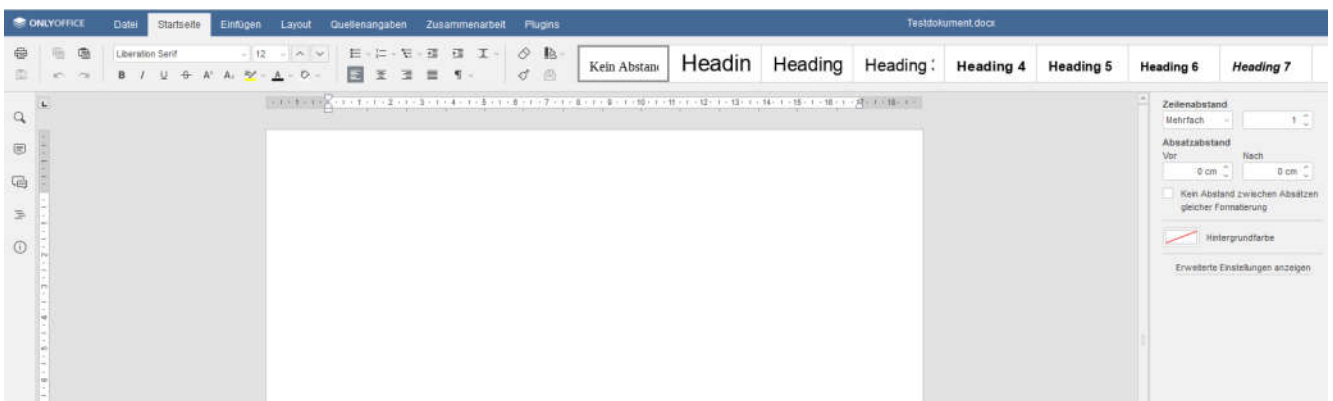 ONLYOFFICE Datei Startseite Einfügen Layout Quellenangaben Zusammenarbeit Plugins Testdokument.docx
Liberation Serif 12
Kein Abstand Headin Heading Heading Heading 4 Heading 5 Heading 6 Heading 7
Zeilenabstand
Mehrfach 1
Absatzabstand
Vor Nach
0 cm 0 cm
Kein Abstand zwischen Absätzen
gleicher Formatierung
Hintergrundfarbe
Erweiterte Einstellungen anzeigen